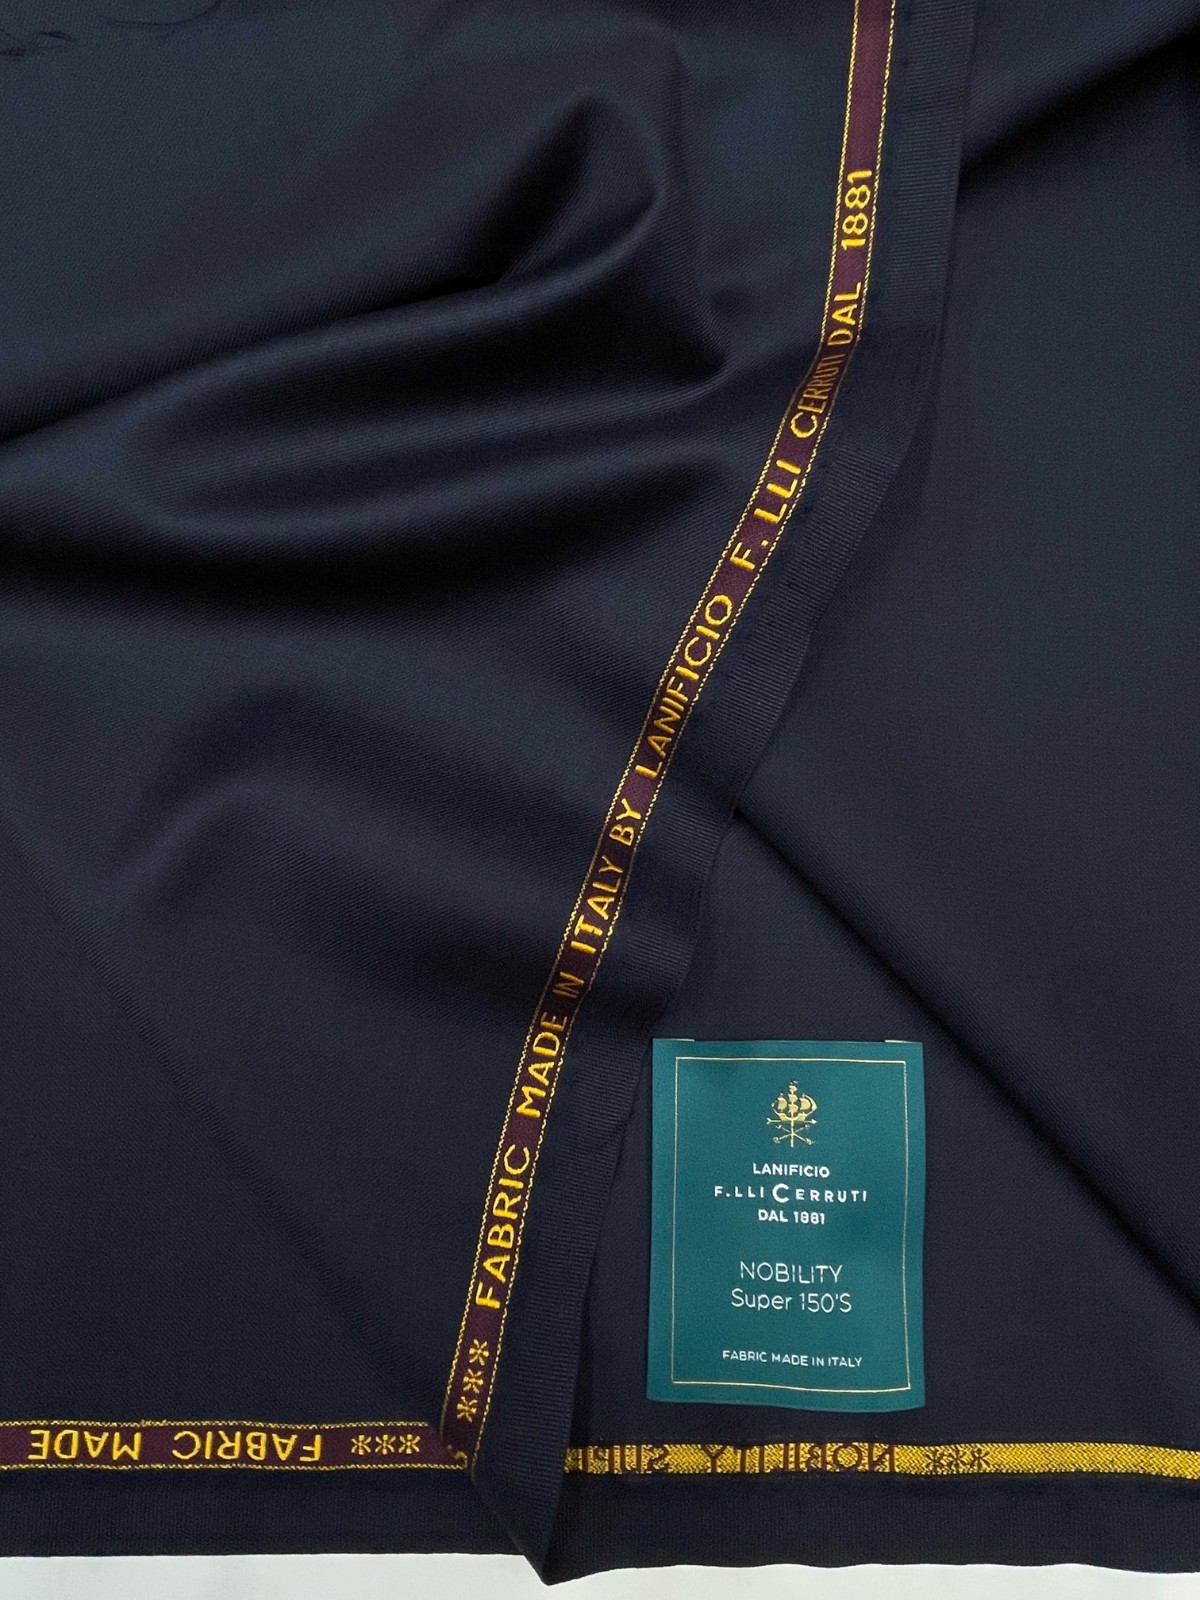 *** FABRIC MADE IN ITALY BY LANIFICIO F.LLI CERRUTI DAL 1881
LANIFICIO
F.LLI CERRUTI
DAL 1881
NOBILITY
Super 150'S
FABRIC MADE IN ITALY
*** FABRIC MADE
*** NOBILITY